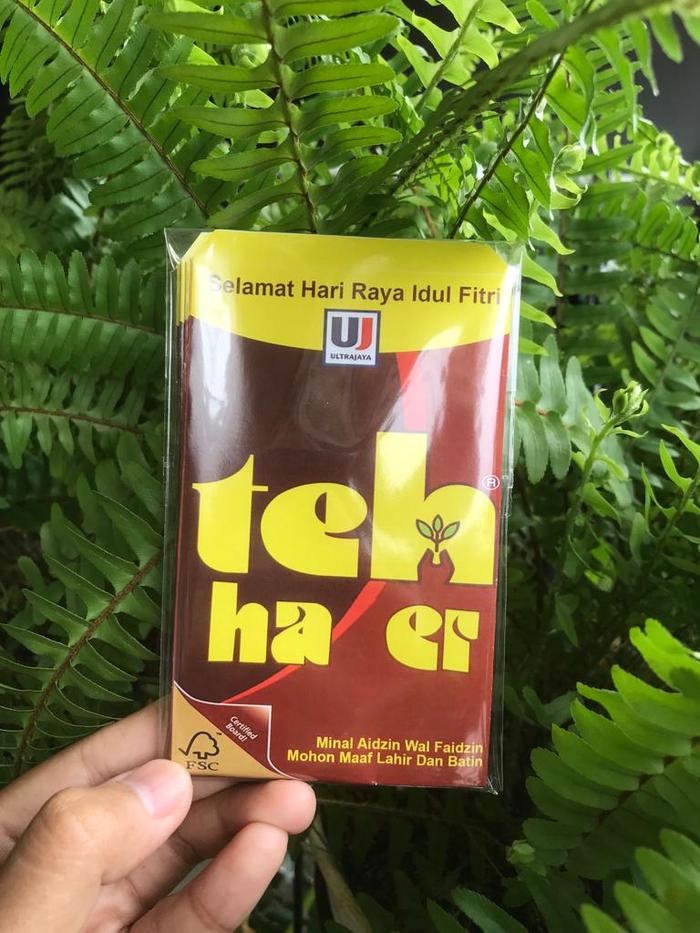 Selamat Hari Raya Idul Fitri
UJ
ULTRAJAYA
teh
®
ha er
Certified
Board!
FSC
Minal Aidzin Wal Faidzin
Mohon Maaf Lahir Dan Batin